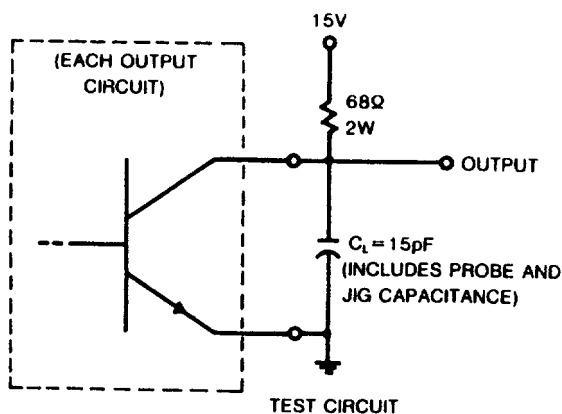 15V
(EACH OUTPUT
CIRCUIT)
68Ω
2W
OUTPUT
C_L=15pF
(INCLUDES PROBE AND
JIG CAPACITANCE)
TEST CIRCUIT